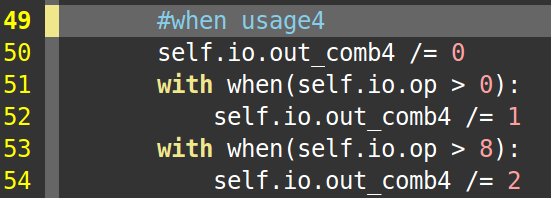 49 #when usage4
50 self.io.out_comb4 /= 0
51 with when(self.io.op > 0):
52 self.io.out_comb4 /= 1
53 with when(self.io.op > 8):
54 self.io.out_comb4 /= 2